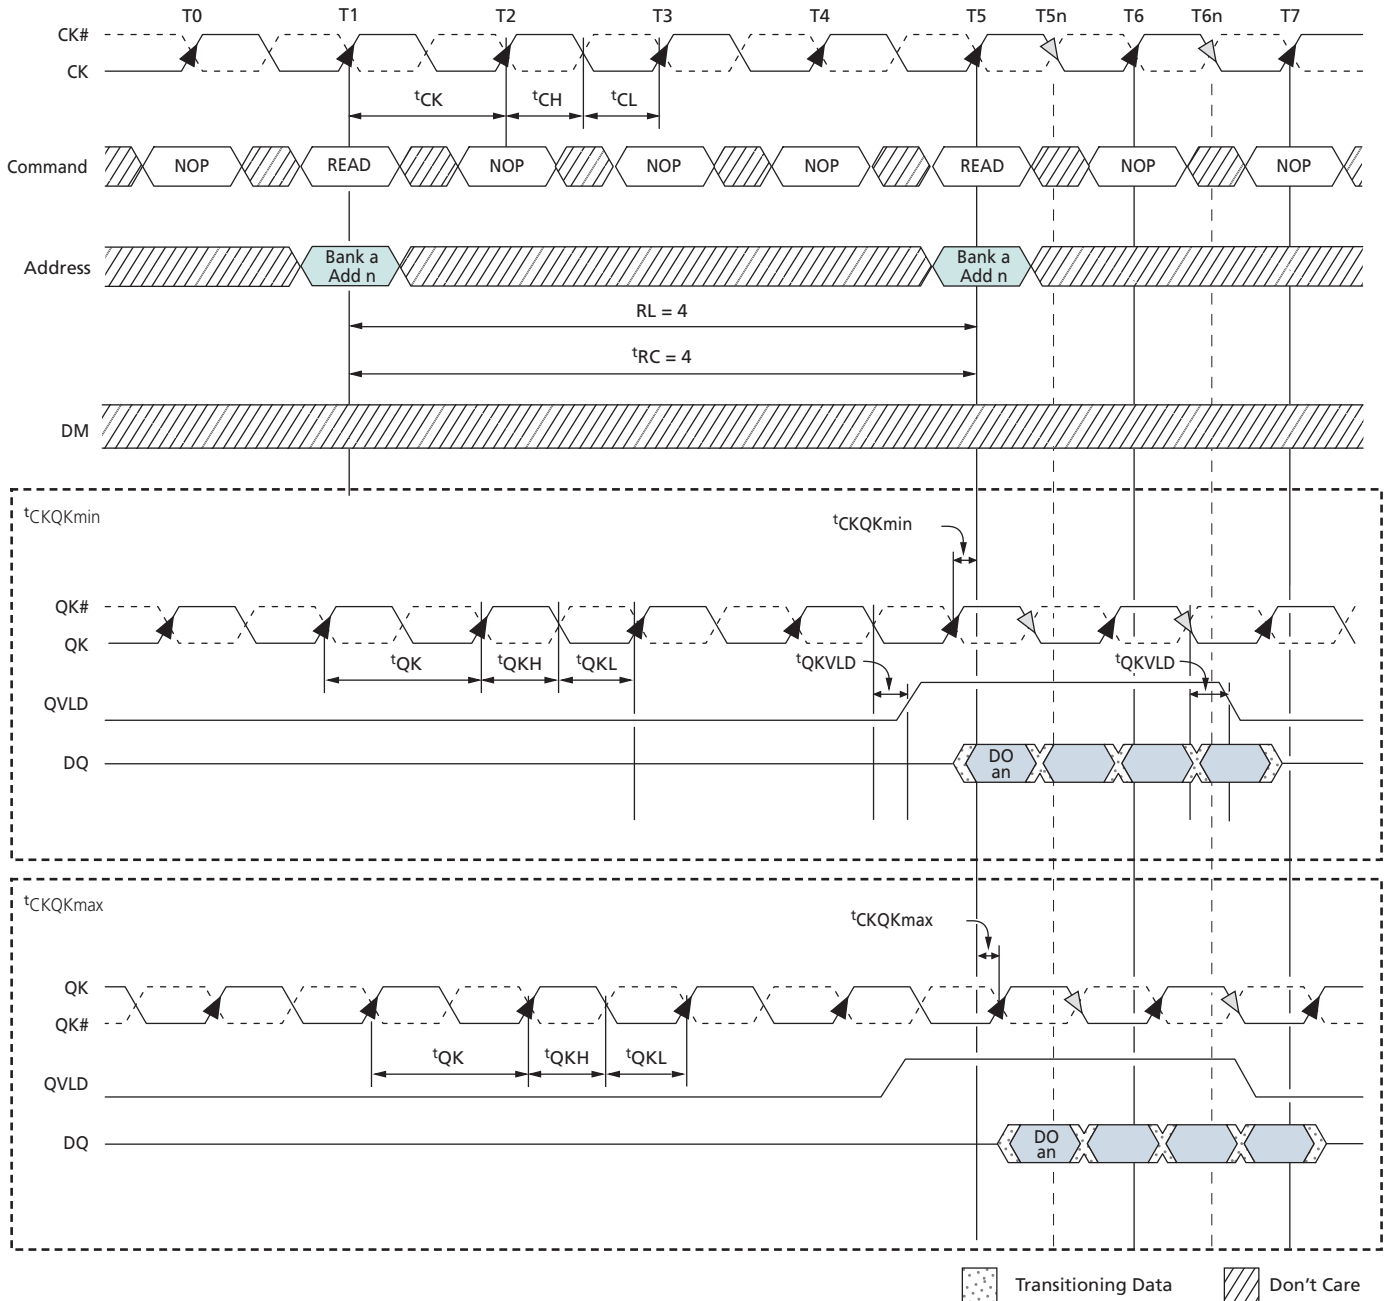 T0 T1 T2 T3 T4 T5 T5n T6 T6n T7
CK#
CK
tCK tCH tCL
Command NOP READ NOP NOP NOP READ NOP NOP
Address Bank a Bank a
Add n Add n
RL = 4
tRC = 4
DM
tCKQKmin
tCKQKmin
QK#
QK
tQK tQKH tQKL tQKVLD tQKVLD
QVLD
DQ DO
an
tCKQKmax
tCKQKmax
QK
QK#
tQK tQKH tQKL
QVLD
DQ DO
an
Transitioning Data Don't Care